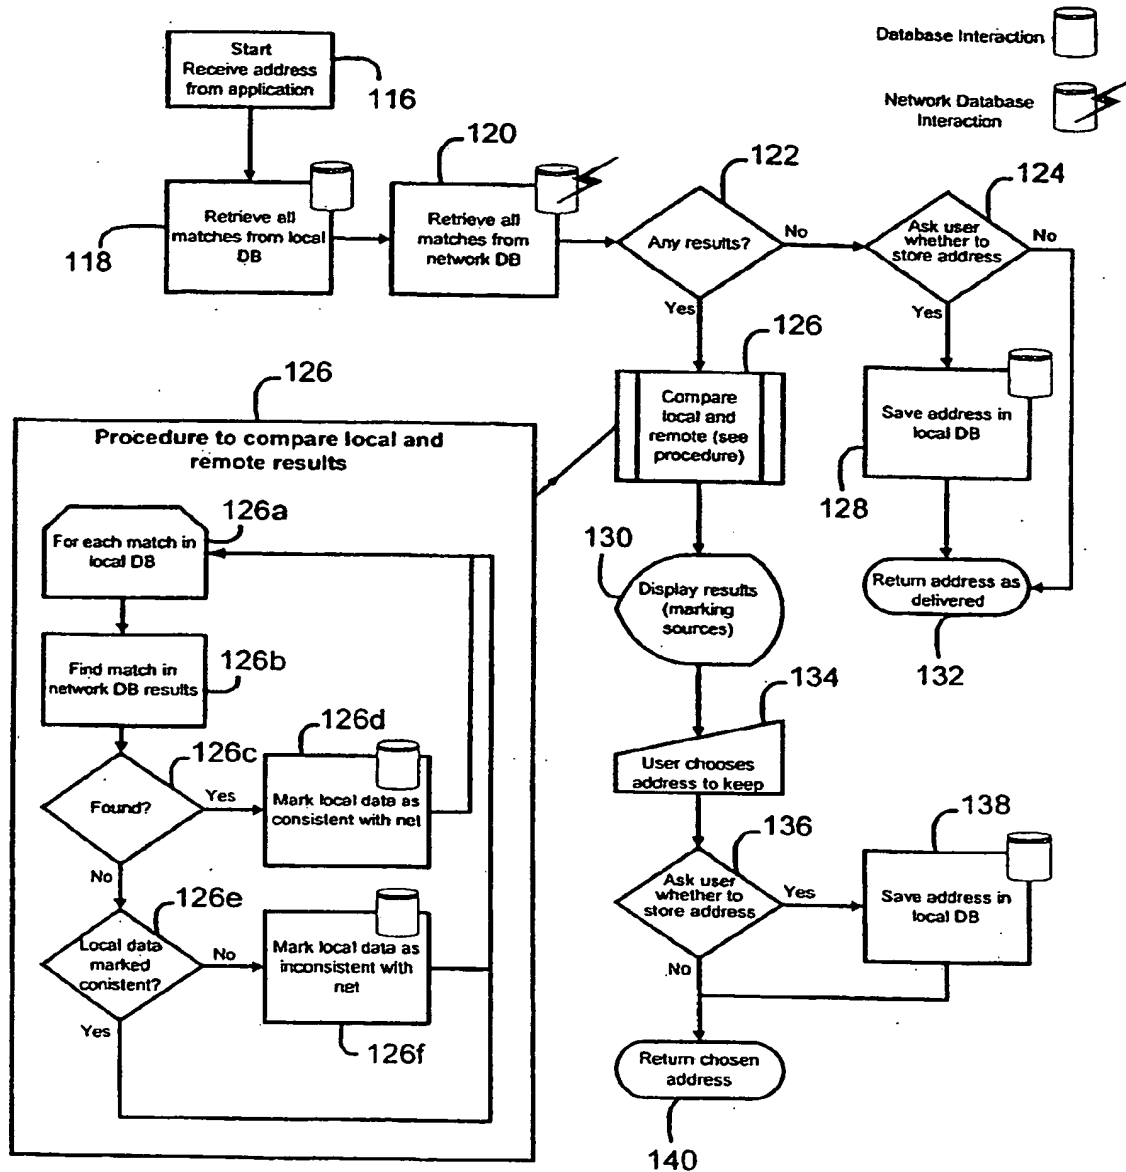 Database Interaction
Network Database
Interaction
Start
Receive address
from application
116
Retrieve all
matches from local
DB
118
120
Retrieve all
matches from
network DB
122
Any results?
No
Yes
124
Ask user
whether to
store address
No
Yes
126
Compare
local and
remote (see
procedure)
Save address in
local DB
128
Return address as
delivered
132
130
Display results
(marking
sources)
134
User chooses
address to keep
136
Ask user
whether to
store address
Yes
No
138
Save address in
local DB
Return chosen
address
140
126
Procedure to compare local and
remote results
126a
For each match in
local DB
126b
Find match in
network DB results
126c
Found?
Yes
No
126d
Mark local data as
consistent with net
126e
Local data
marked
conistent?
No
Yes
Mark local data as
inconsistent with
net
126f